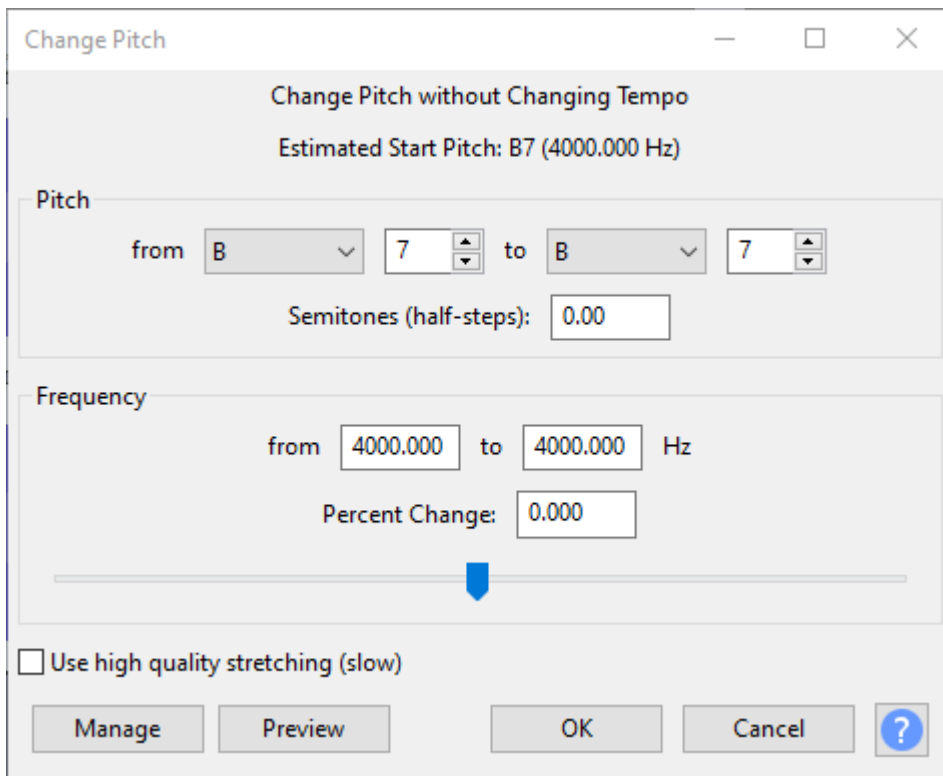 Change Pitch
Change Pitch without Changing Tempo
Estimated Start Pitch: B7 (4000.000 Hz)
Pitch
from B 7 to B 7
Semitones (half-steps): 0.00
Frequency
from 4000.000 to 4000.000 Hz
Percent Change: 0.000
Use high quality stretching (slow)
Manage Preview OK Cancel ?